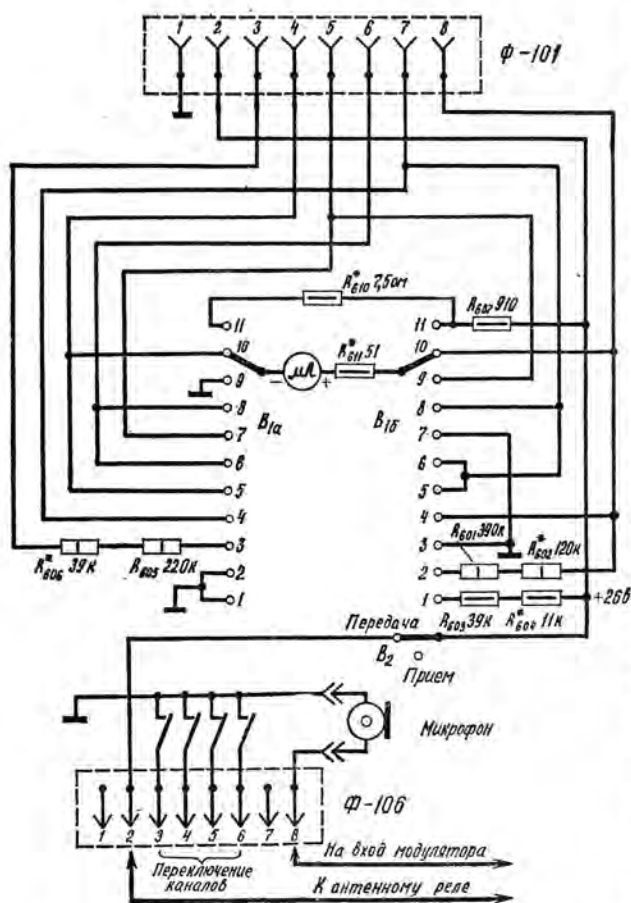 1 2 3 4 5 6 7 8
Ф-101
R*610 7,5ом
11
11
R607 910
10
R*611 51
10
9
- μA +
9
8
В1а
В1б
8
7
7
6
6
5
5
4
4
R601 390к
3
3
R*606 39к
R605 220к
R*602 120к
2
2
1
1
R603 39к
R*604 11к
+26в
Передача
В2
Прием
Микрофон
Ф-106
1 2 3 4 5 6 7 8
Переключение
каналов
На вход модулятора
К антенному реле